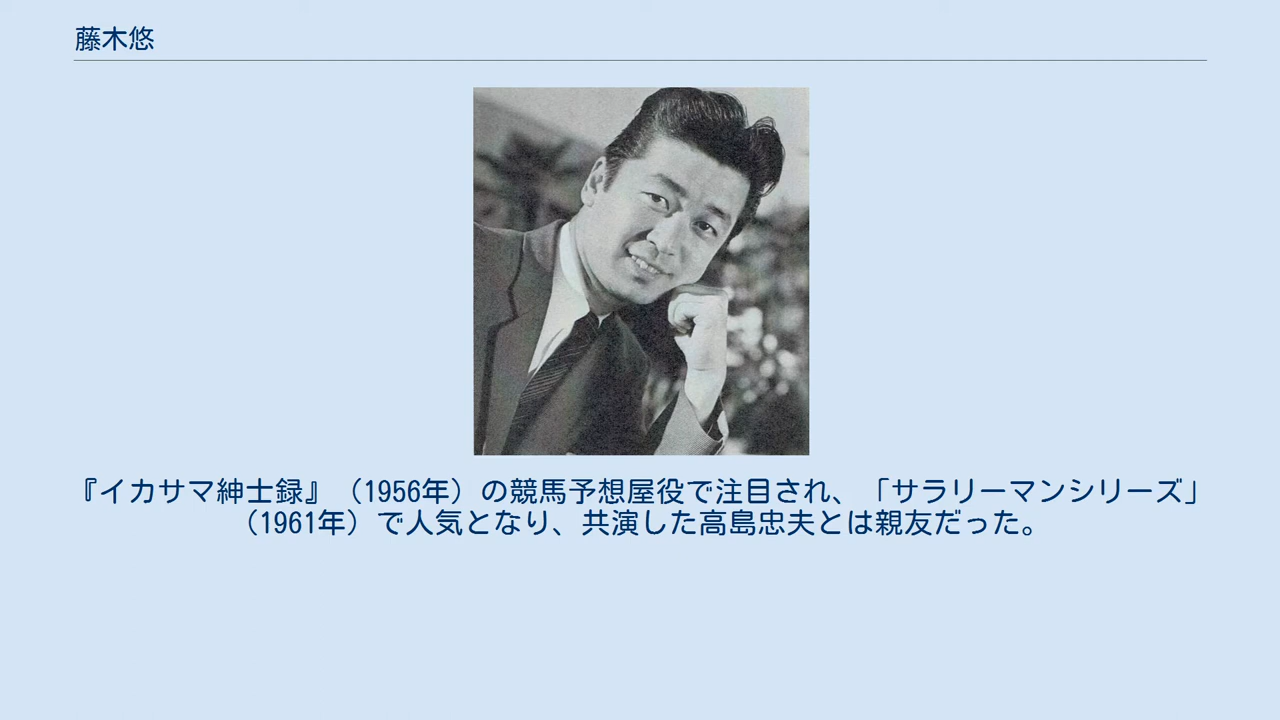 藤木悠
『イカサマ紳士録』（1956年）の競馬予想屋役で注目され、「サラリーマンシリーズ」
（1961年）で人気となり、共演した高島忠夫とは親友だった。